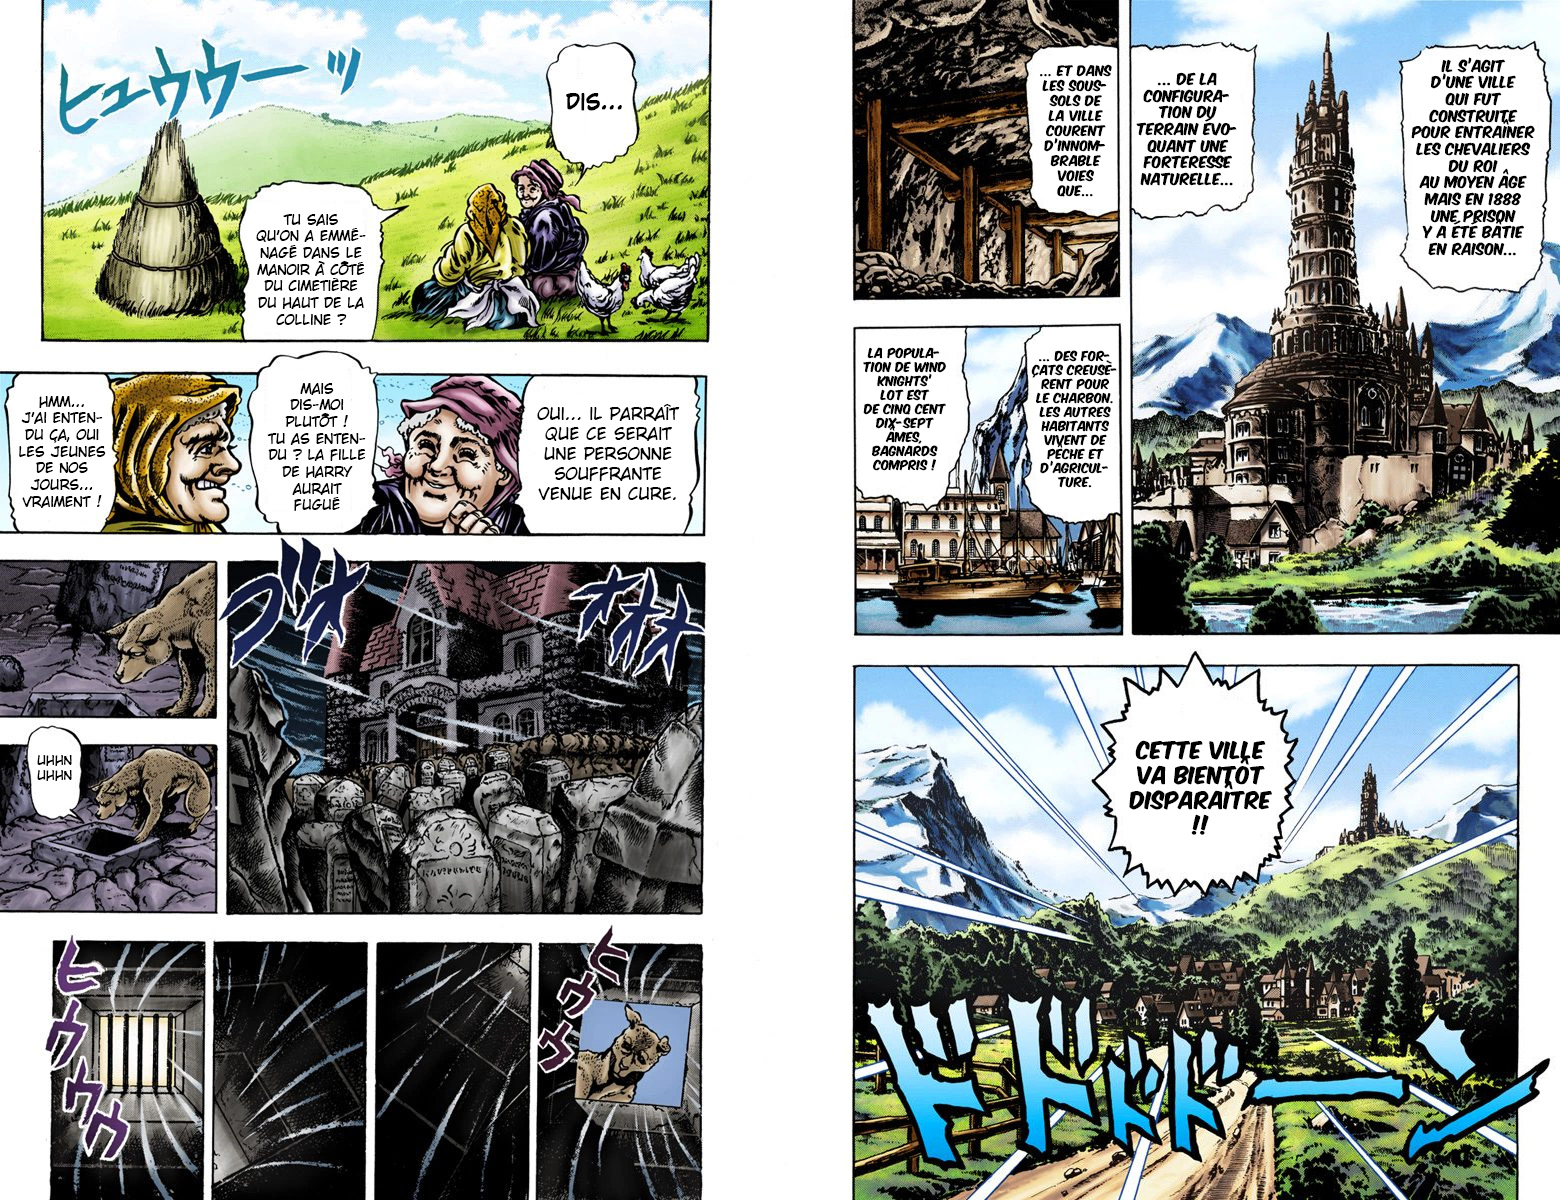 IL S'AGIT
D'UNE VILLE
QUI FUT
CONSTRUITE
POUR ENTRAÎNER
LES CHEVALIERS
DU ROI
AU MOYEN ÂGE
MAIS EN 1888
UNE PRISON
Y A ÉTÉ BÂTIE
EN RAISON...
... DE LA
CONFIGURA-
TION DU
TERRAIN ÉVO-
QUANT UNE
FORTERESSE
NATURELLE...
... ET DANS
LES SOUS-
SOLS DE
LA VILLE
COURENT
D'INNOM-
BRABLE
VOIES
QUE...
... DES FOR-
ÇATS CREUSÈ-
RENT POUR
LE CHARBON.
LES AUTRES
HABITANTS
VIVENT DE
PÊCHE ET
D'AGRICUL-
TURE.
LA POPULA-
TION DE WIND
KNIGHTS'
LOT EST
DE CINQ CENT
DIX-SEPT
ÂMES,
BAGNARDS
COMPRIS !
CETTE VILLE
VA BIENTÔT
DISPARAÎTRE
!!
ドドドドーン
ヒュウウーッ
DIS...
TU SAIS
QU'ON A EMMÉ-
NAGÉ DANS LE
MANOIR À CÔTÉ
DU CIMETIÈRE
DU HAUT DE LA
COLLINE ?
OUI... IL PARRAÎT
QUE CE SERAIT
UNE PERSONNE
SOUFFRANTE
VENUE EN CURE.
MAIS
DIS-MOI
PLUTÔT !
TU AS ENTEN-
DU ? LA FILLE
DE HARRY
AURAIT
FUGUÉ
HMM...
J'AI ENTEN-
DU ÇA, OUI
LES JEUNES
DE NOS
JOURS...
VRAIMENT !
オオオ
ゴオ
UHHN
UHHN
ヒウウ
ヒウウウ